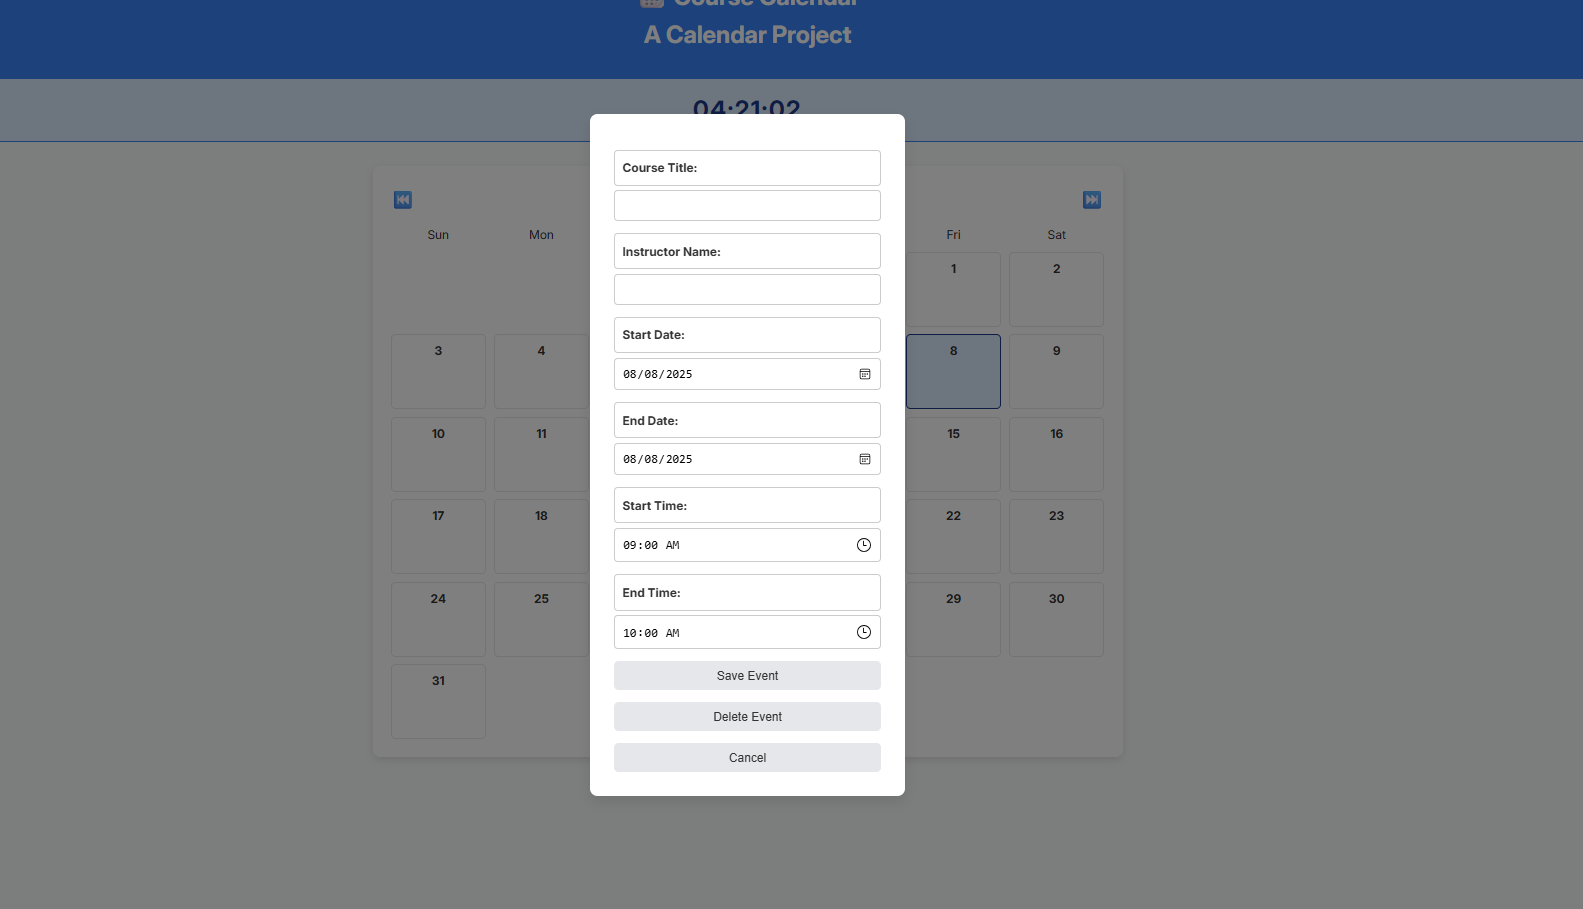 Course Calendar
A Calendar Project
04:21:02
Sun Mon Fri Sat
1 2
3 4 8 9
10 11 15 16
17 18 22 23
24 25 29 30
31
Course Title:
Instructor Name:
Start Date:
08/08/2025
End Date:
08/08/2025
Start Time:
09:00 AM
End Time:
10:00 AM
Save Event
Delete Event
Cancel